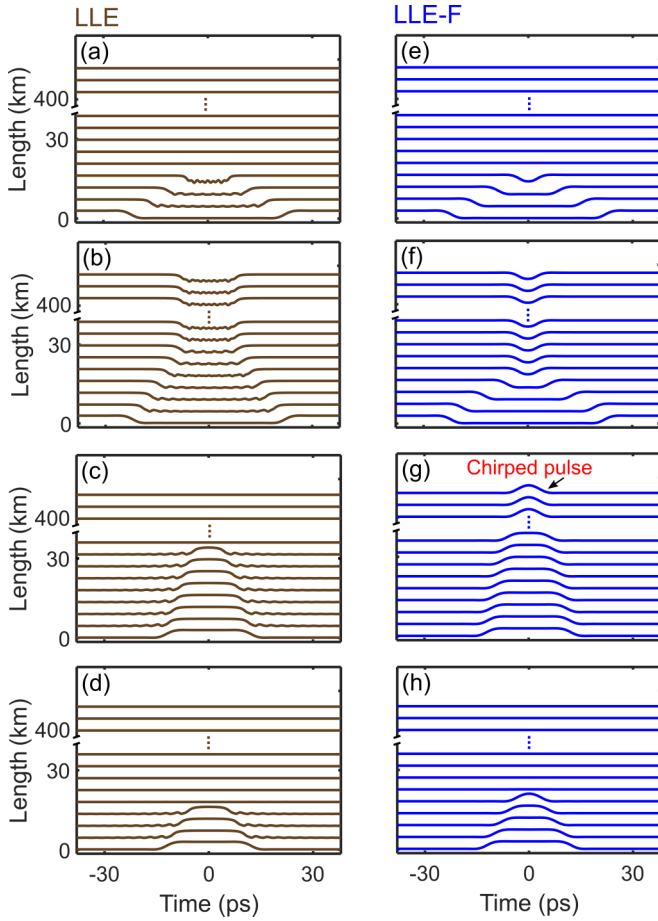 LLE LLE-F
(a) (e)
Length (km)
400
30
0
(b) (f)
Length (km)
400
30
0
(c) (g)
Chirped pulse
Length (km)
400
30
0
(d) (h)
Length (km)
400
30
0
-30 0 30 -30 0 30
Time (ps) Time (ps)